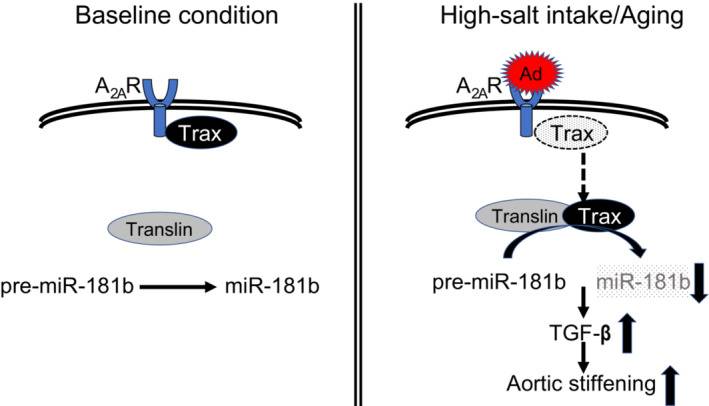 Baseline condition
A2AR
Trax
Translin
pre-miR-181b miR-181b
High-salt intake/Aging
A2AR
Ad
Trax
Translin Trax
pre-miR-181b miR-181b
TGF-β
Aortic stiffening